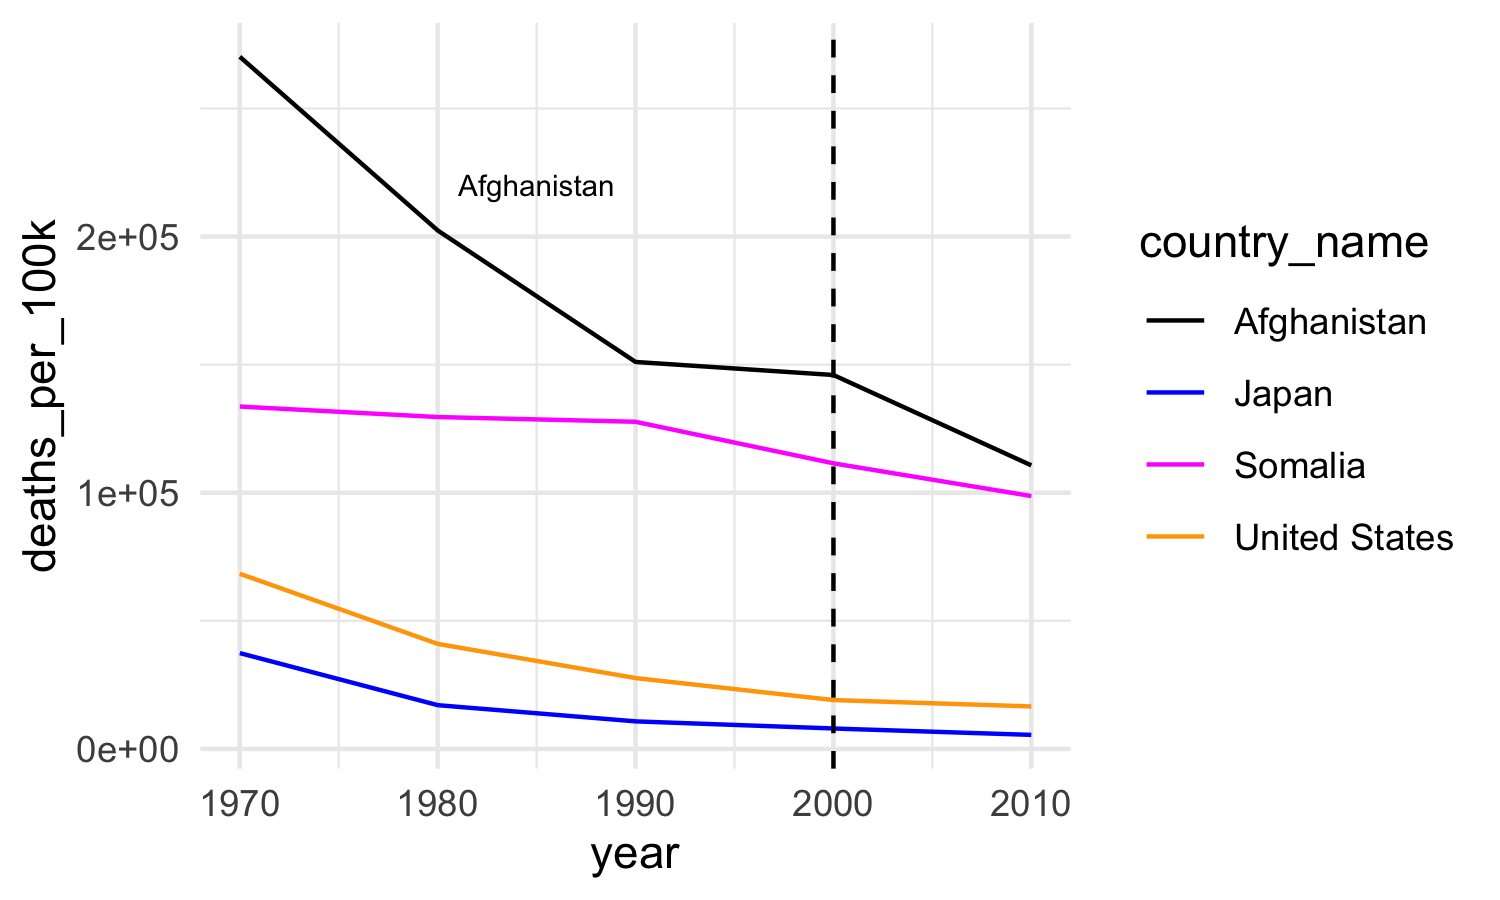 deaths_per_100k
2e+05
1e+05
0e+00
Afghanistan
1970 1980 1990 2000 2010
year
country_name
Afghanistan
Japan
Somalia
United States